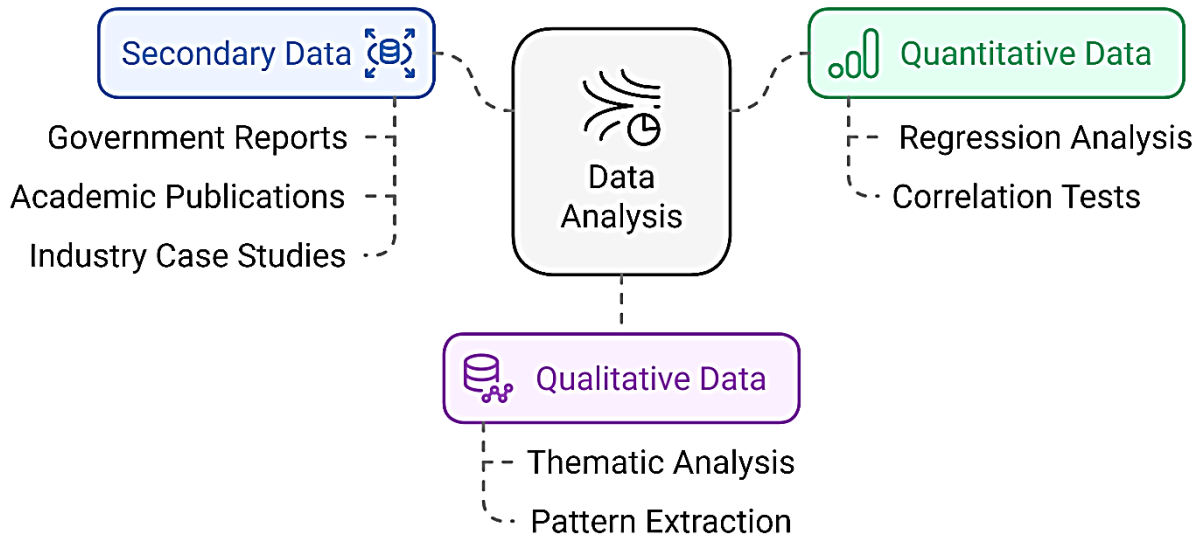 Secondary Data
Government Reports
Academic Publications
Industry Case Studies
Data
Analysis
Quantitative Data
Regression Analysis
Correlation Tests
Qualitative Data
Thematic Analysis
Pattern Extraction